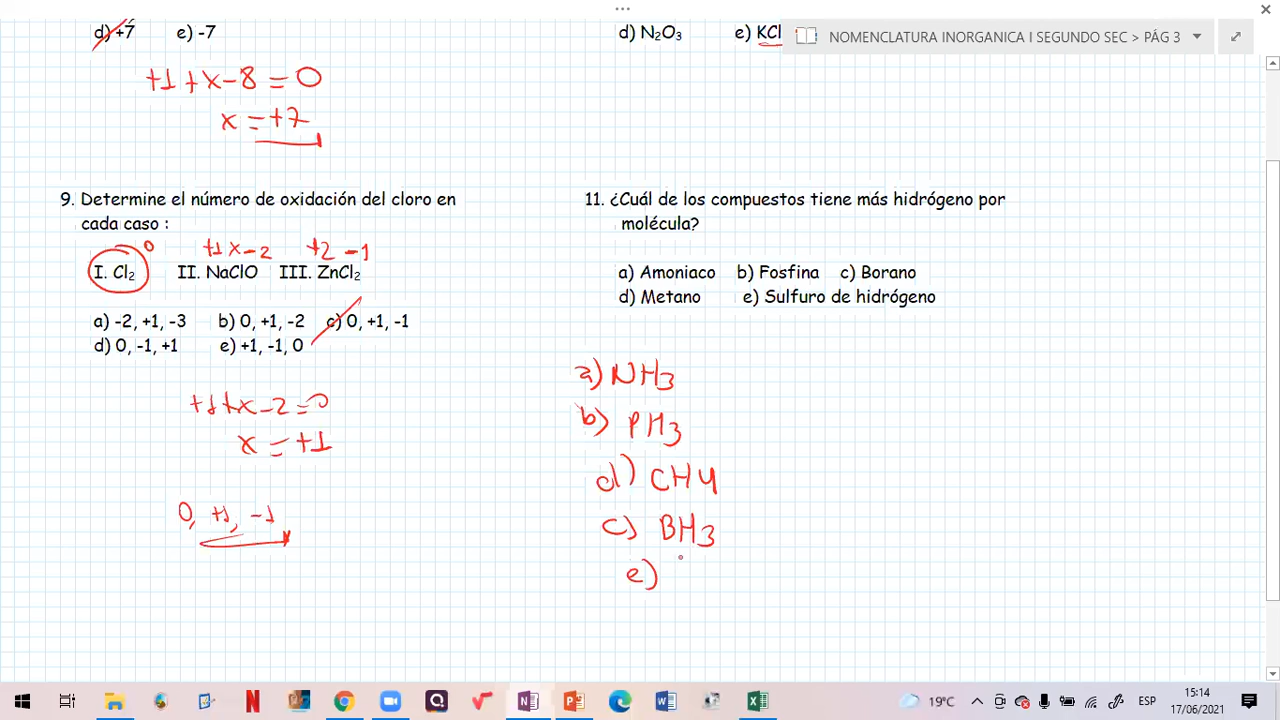 d) +7 e) -7
+1 + x - 8 = 0
x = +7
9. Determine el número de oxidación del cloro en
cada caso :
0 +1 x -2 +2 -1
I. Cl₂ II. NaClO III. ZnCl₂
a) -2, +1, -3 b) 0, +1, -2 c) 0, +1, -1
d) 0, -1, +1 e) +1, -1, 0
+1 + x - 2 = 0
x = +1
0, +1, -1
d) N₂O₃ e) KCl
NOMENCLATURA INORGANICA I SEGUNDO SEC > PÁG 3
11. ¿Cuál de los compuestos tiene más hidrógeno por
molécula?
a) Amoniaco b) Fosfina c) Borano
d) Metano e) Sulfuro de hidrógeno
a) NH3
b) PH3
d) CH4
c) BH3
e)
19°C ESP 3:14
17/06/2021